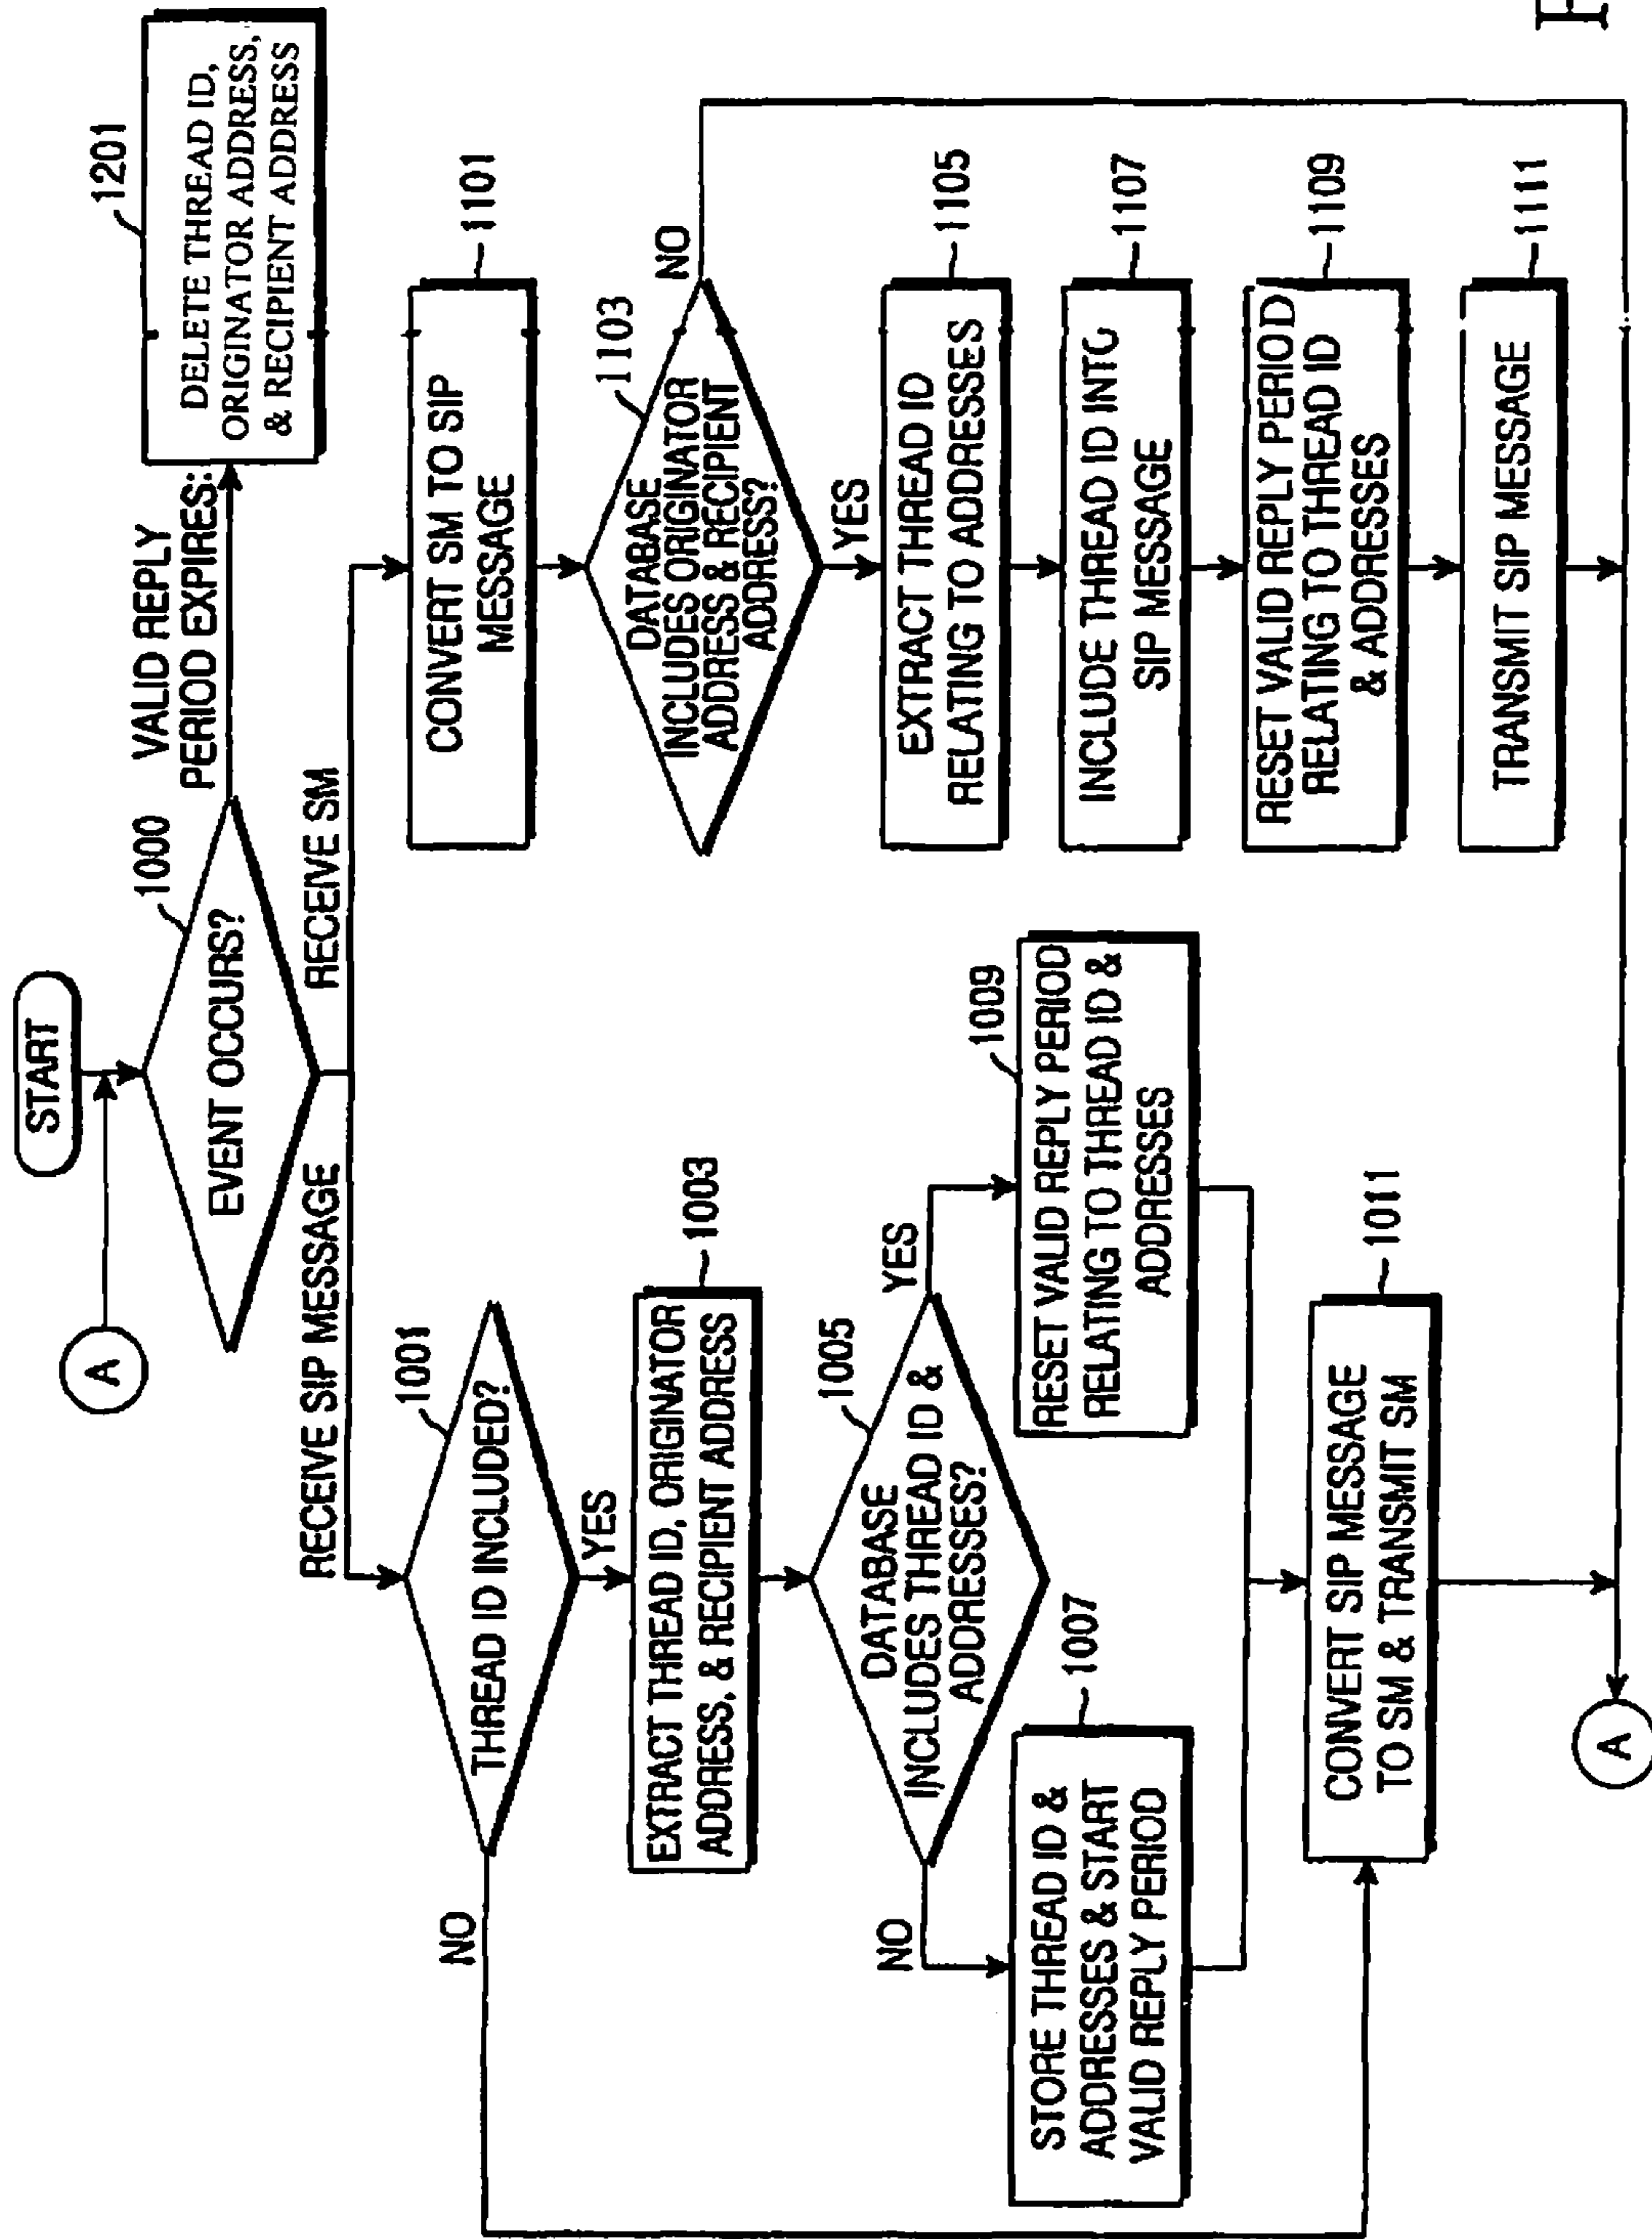 START
A
EVENT OCCURS?
1000
VALID REPLY
PERIOD EXPIRES:
1201
DELETE THREAD ID,
ORIGINATOR ADDRESS,
& RECIPIENT ADDRESS
RECEIVE SIP MESSAGE
RECEIVE SM
1001
THREAD ID INCLUDED?
NO
YES
1003
EXTRACT THREAD ID, ORIGINATOR
ADDRESS, & RECIPIENT ADDRESS
1005
DATABASE
INCLUDES THREAD ID &
ADDRESSES?
NO
YES
1007
STORE THREAD ID &
ADDRESSES & START
VALID REPLY PERIOD
1009
RESET VALID REPLY PERIOD
RELATING TO THREAD ID &
ADDRESSES
1011
CONVERT SIP MESSAGE
TO SM & TRANSMIT SM
1101
CONVERT SM TO SIP
MESSAGE
1103
DATABASE
INCLUDES ORIGINATOR
ADDRESS & RECIPIENT
ADDRESS?
NO
YES
1105
EXTRACT THREAD ID
RELATING TO ADDRESSES
1107
INCLUDE THREAD ID INTO
SIP MESSAGE
1109
RESET VALID REPLY PERIOD
RELATING TO THREAD ID
& ADDRESSES
1111
TRANSMIT SIP MESSAGE
A